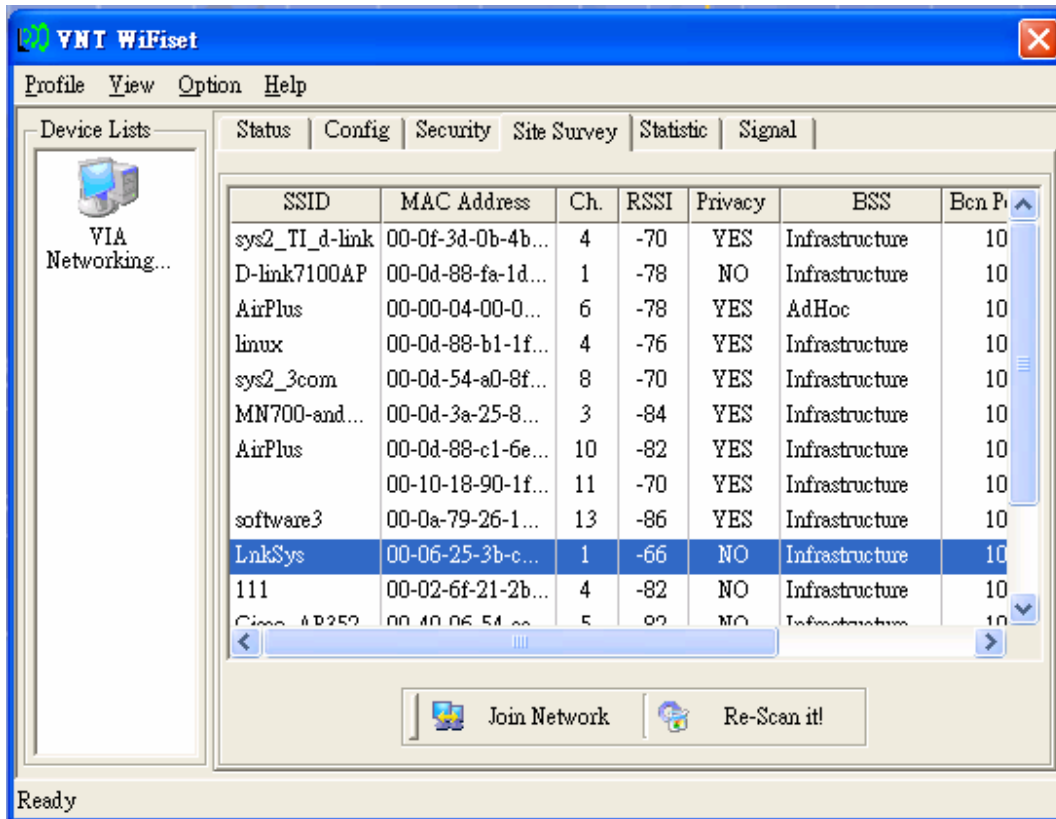 VNT WiFiset
Profile View Option Help
Device Lists
VIA
Networking...
Status Config Security Site Survey Statistic Signal
SSID MAC Address Ch. RSSI Privacy BSS Bcn
sys2_TI_d-link 00-0f-3d-0b-4b... 4 -70 YES Infrastructure 10
D-link7100AP 00-0d-88-fa-1d... 1 -78 NO Infrastructure 10
AirPlus 00-00-04-00-0... 6 -78 YES AdHoc 10
linux 00-0d-88-b1-1f... 4 -76 YES Infrastructure 10
sys2_3com 00-0d-54-a0-8f... 8 -70 YES Infrastructure 10
MN700-and... 00-0d-3a-25-8... 3 -84 YES Infrastructure 10
AirPlus 00-0d-88-c1-6e... 10 -82 YES Infrastructure 10
00-10-18-90-1f... 11 -70 YES Infrastructure 10
software3 00-0a-79-26-1... 13 -86 YES Infrastructure 10
LnkSys 00-06-25-3b-c... 1 -66 NO Infrastructure 10
111 00-02-6f-21-2b... 4 -82 NO Infrastructure 10
NO Infrastructure 10
Join Network Re-Scan it!
Ready